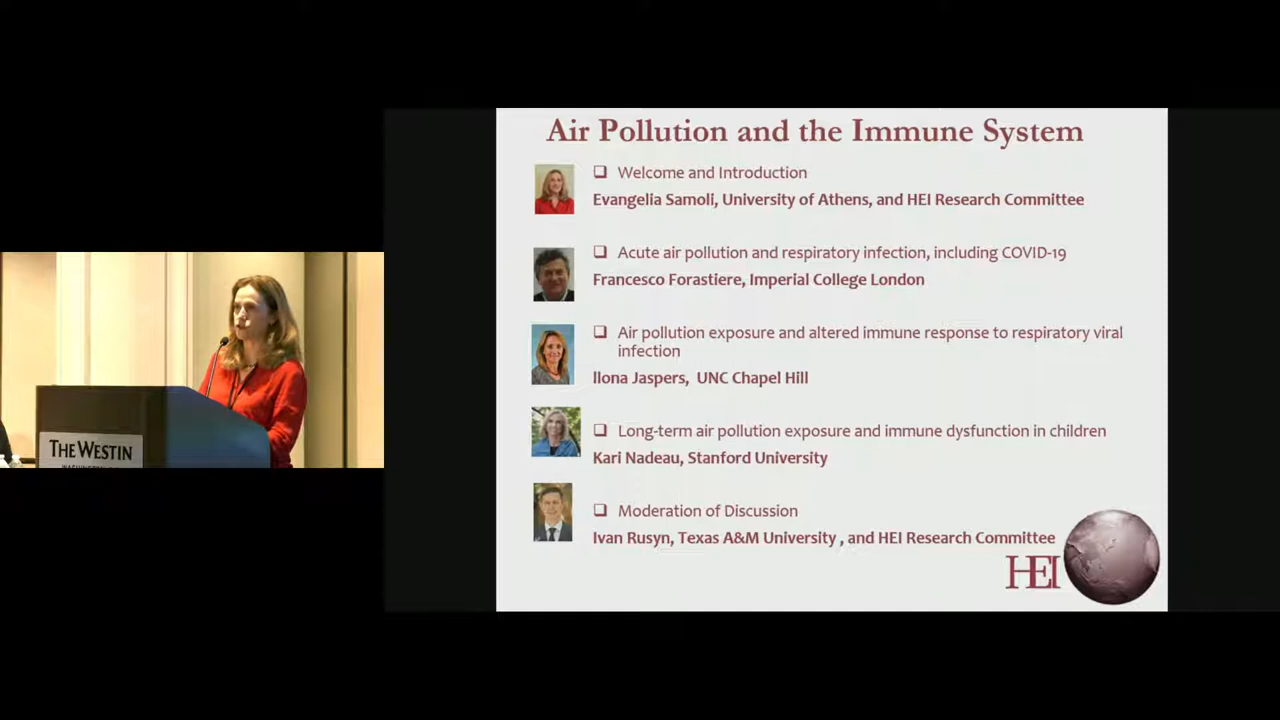 Air Pollution and the Immune System
Welcome and Introduction
Evangelia Samoli, University of Athens, and HEI Research Committee
Acute air pollution and respiratory infection, including COVID-19
Francesco Forastiere, Imperial College London
Air pollution exposure and altered immune response to respiratory viral
infection
Ilona Jaspers, UNC Chapel Hill
Long-term air pollution exposure and immune dysfunction in children
Kari Nadeau, Stanford University
Moderation of Discussion
Ivan Rusyn, Texas A&M University , and HEI Research Committee
HEI
THE WESTIN